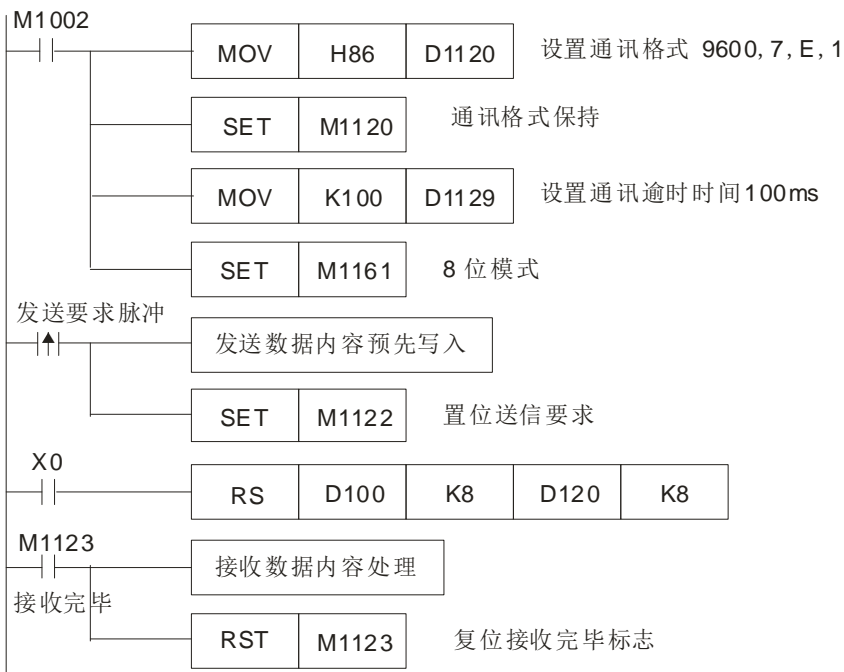 M1002
MOV H86 D1120 设置通讯格式 9600, 7, E, 1
SET M1120 通讯格式保持
MOV K100 D1129 设置通讯逾时时间100ms
SET M1161 8位模式
发送要求脉冲
发送数据内容预先写入
SET M1122 置位送信要求
X0
RS D100 K8 D120 K8
M1123
接收数据内容处理
接收完毕
RST M1123 复位接收完毕标志